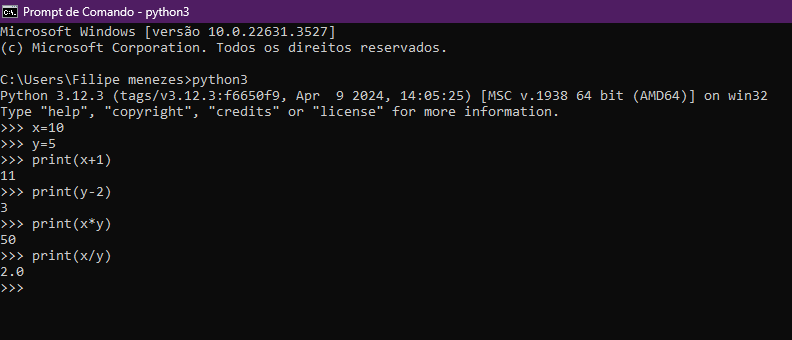 Prompt de Comando - python3
Microsoft Windows [versão 10.0.22631.3527]
(c) Microsoft Corporation. Todos os direitos reservados.
C:\Users\Filipe menezes>python3
Python 3.12.3 (tags/v3.12.3:f6650f9, Apr  9 2024, 14:05:25) [MSC v.1938 64 bit (AMD64)] on win32
Type "help", "copyright", "credits" or "license" for more information.
>>> x=10
>>> y=5
>>> print(x+1)
11
>>> print(y-2)
3
>>> print(x*y)
50
>>> print(x/y)
2.0
>>>